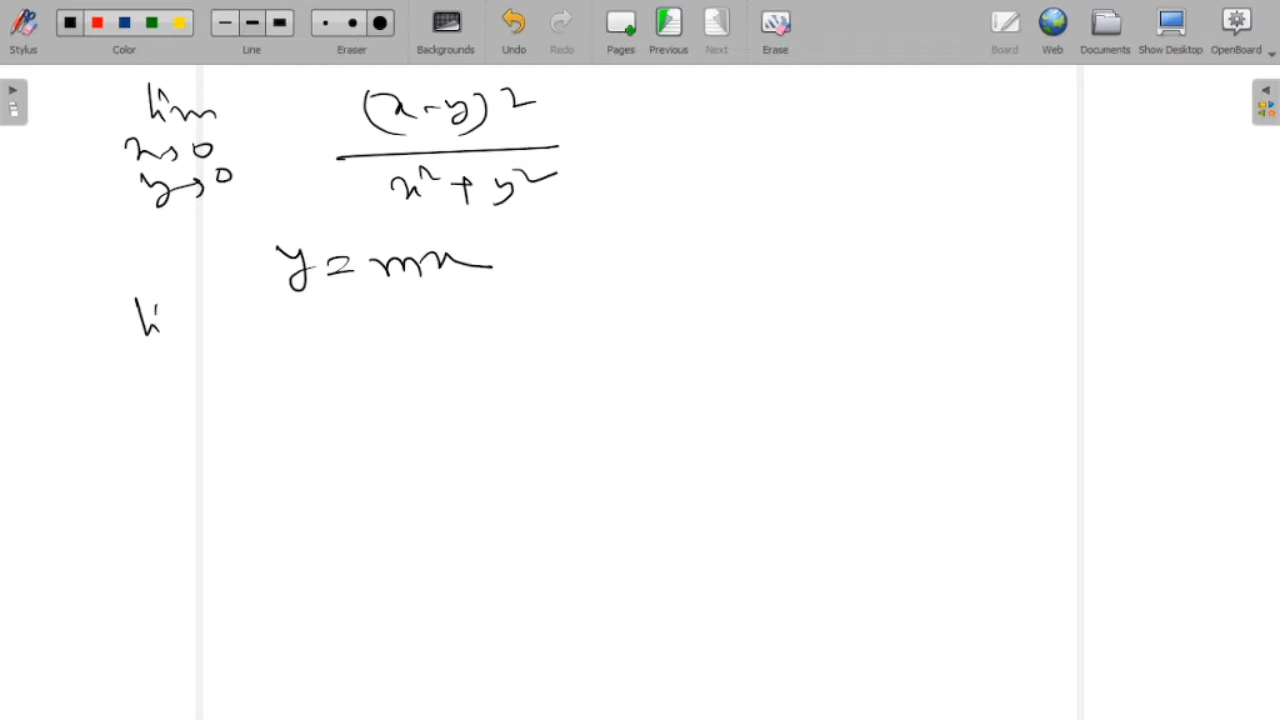 Stylus Color Line Eraser Backgrounds Undo Redo Pages Previous Next Erase Board Web Documents Show Desktop OpenBoard
lim (x-y)2
x→0
y→0 x2 + y2
y = mx
li